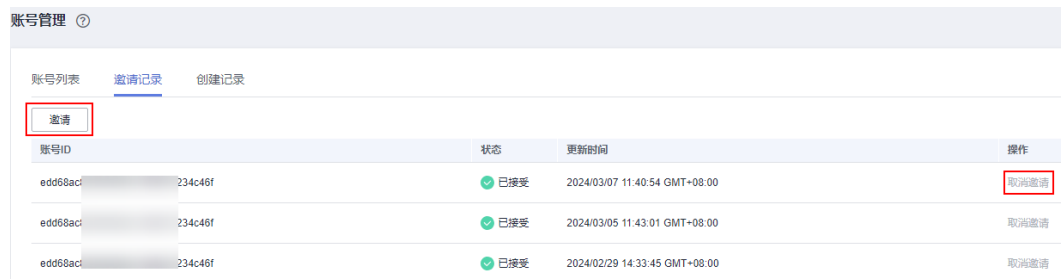 账号管理 ?
账号列表 邀请记录 创建记录
邀请
账号ID 状态 更新时间 操作
edd68ac 234c46f 已接受 2024/03/07 11:40:54 GMT+08:00 取消邀请
edd68ac 234c46f 已接受 2024/03/05 11:43:01 GMT+08:00 取消邀请
edd68ac 234c46f 已接受 2024/02/29 14:33:45 GMT+08:00 取消邀请